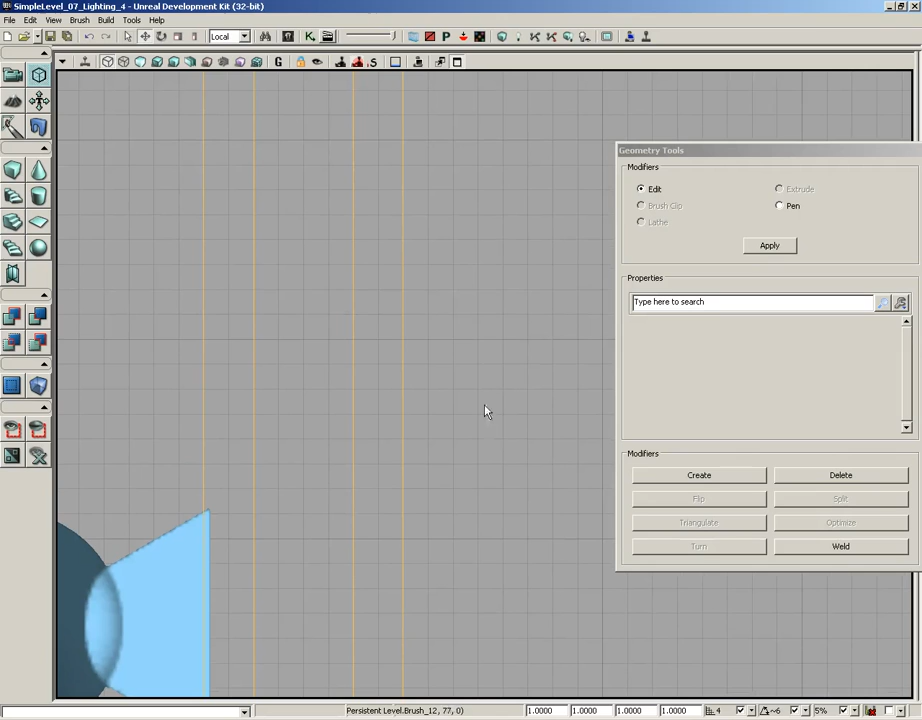 SimpleLevel_07_Lighting_4 - Unreal Development Kit (32-bit)
File Edit View Brush Build Tools Help
Local
Geometry Tools
Modifiers
Edit
Extrude
Brush Clip
Pen
Lathe
Apply
Properties
Type here to search
Modifiers
Create
Delete
Flip
Split
Triangulate
Optimize
Turn
Weld
Persistent Level.Brush_12, 77, 0)
1.0000
1.0000
1.0000
1.0000
4
~6
5%